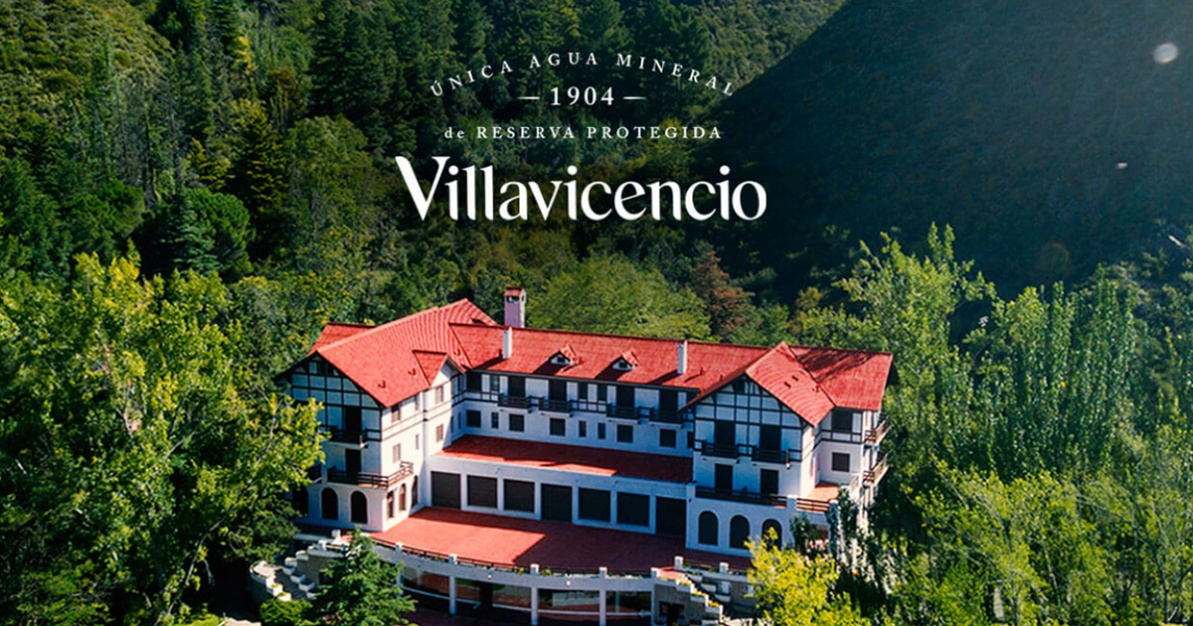 ÚNICA AGUA MINERAL
1904
de RESERVA PROTEGIDA
Villavicencio